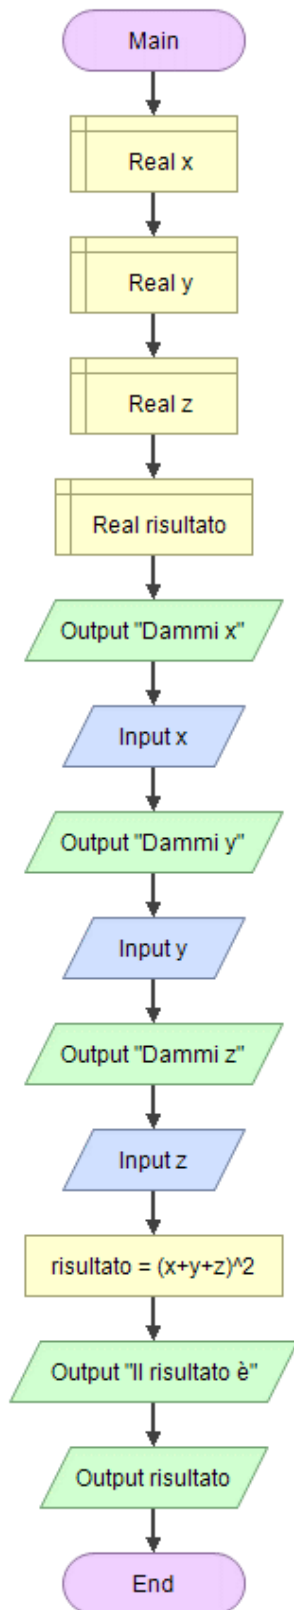 Main
Real x
Real y
Real z
Real risultato
Output "Dammi x"
Input x
Output "Dammi y"
Input y
Output "Dammi z"
Input z
risultato = (x+y+z)^2
Output "Il risultato è"
Output risultato
End